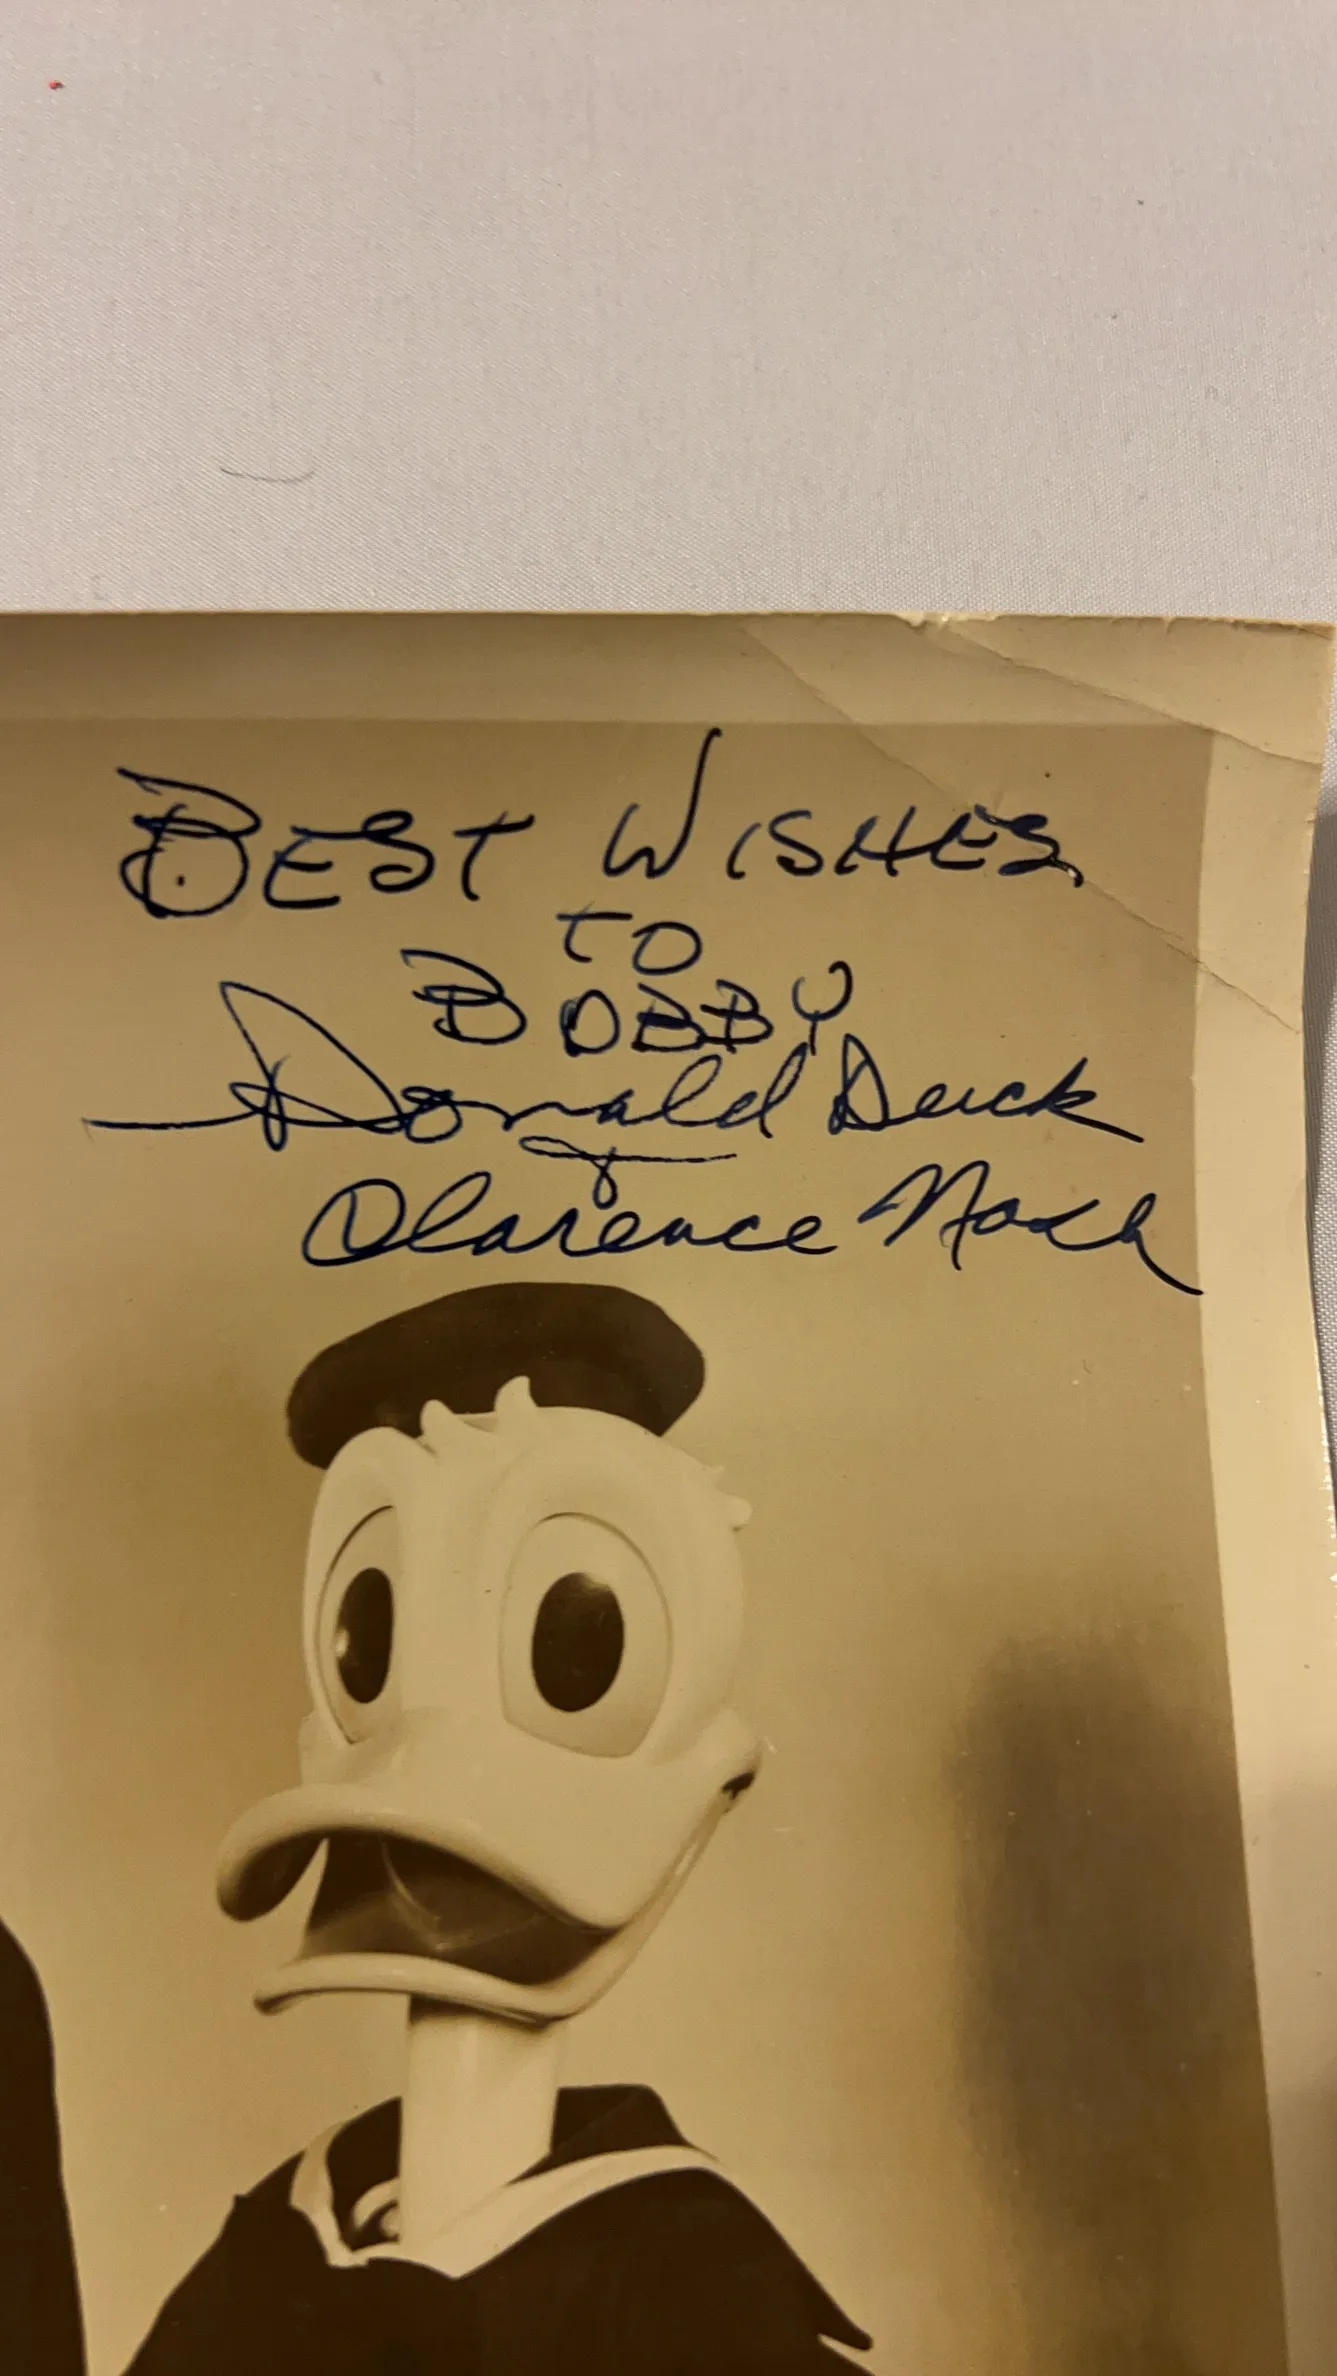 BEST WISHES
TO
BOBBY
Donald Duck
Clarence Nash